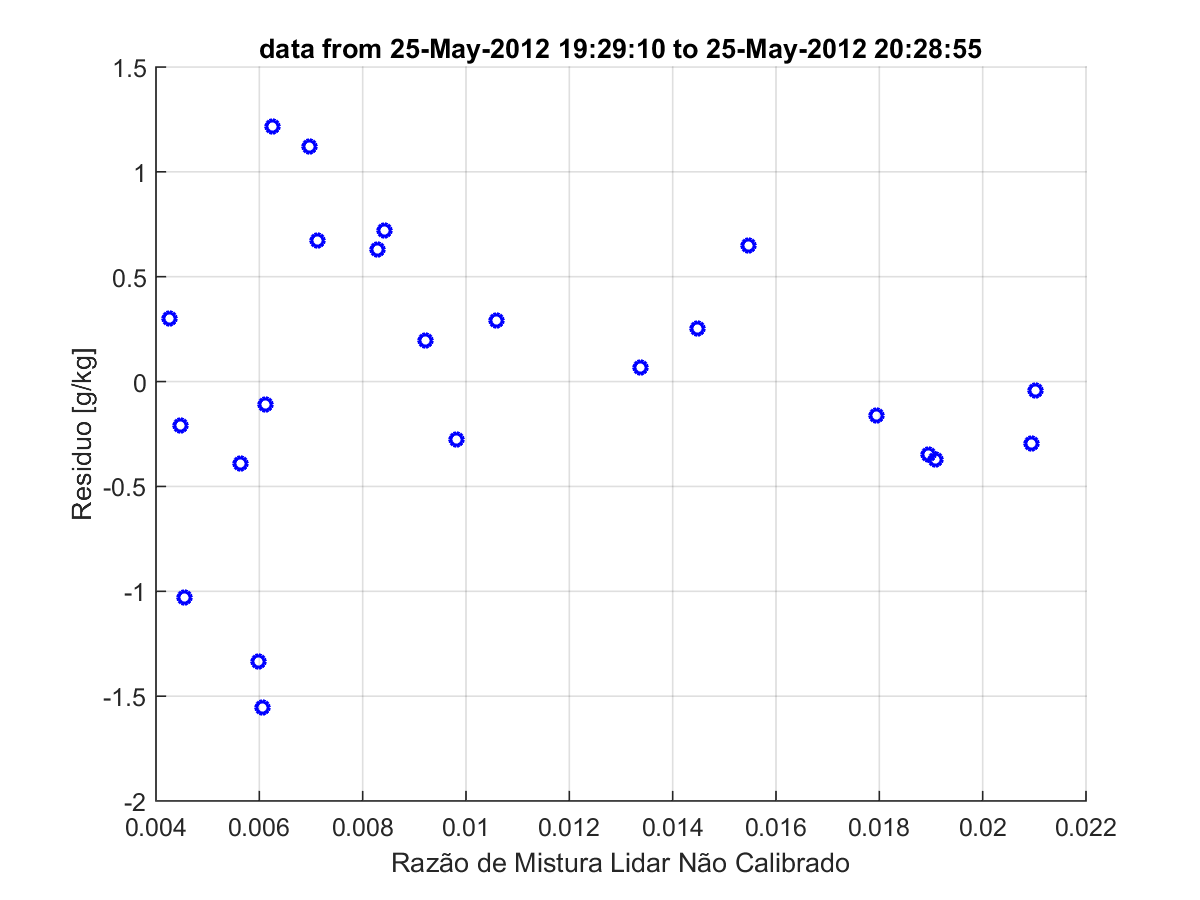 data from 25-May-2012 19:29:10 to 25-May-2012 20:28:55
1.5
1
0.5
0
-0.5
-1
-1.5
-2
Residuo [g/kg]
0.004 0.006 0.008 0.01 0.012 0.014 0.016 0.018 0.02 0.022
Razão de Mistura Lidar Não Calibrado